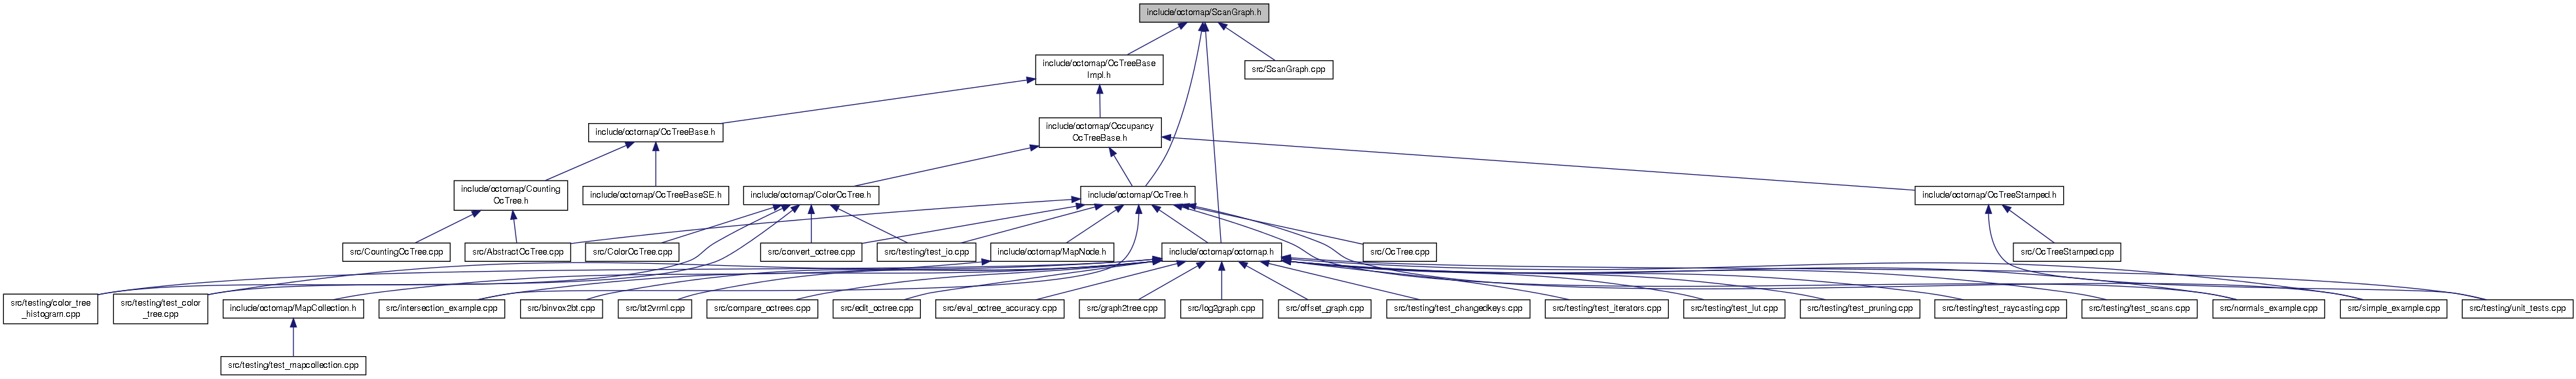 include/octomap/ScanGraph.h
include/octomap/OcTreeBase
Impl.h
src/ScanGraph.cpp
include/octomap/OcTreeBase.h
include/octomap/Occupancy
OcTreeBase.h
include/octomap/Counting
OcTree.h
include/octomap/OcTreeBaseSE.h
include/octomap/ColorOcTree.h
include/octomap/OcTree.h
include/octomap/OcTreeStamped.h
src/CountingOcTree.cpp
src/AbstractOcTree.cpp
src/ColorOcTree.cpp
src/convert_octree.cpp
src/testing/test_io.cpp
include/octomap/MapNode.h
include/octomap/octomap.h
src/OcTree.cpp
src/OcTreeStamped.cpp
src/testing/color_tree
_histogram.cpp
src/testing/test_color
_tree.cpp
include/octomap/MapCollection.h
src/intersection_example.cpp
src/binvox2bt.cpp
src/bt2vrml.cpp
src/compare_octrees.cpp
src/edit_octree.cpp
src/eval_octree_accuracy.cpp
src/graph2tree.cpp
src/log2graph.cpp
src/offset_graph.cpp
src/testing/test_changedkeys.cpp
src/testing/test_iterators.cpp
src/testing/test_lut.cpp
src/testing/test_pruning.cpp
src/testing/test_raycasting.cpp
src/testing/test_scans.cpp
src/normals_example.cpp
src/simple_example.cpp
src/testing/unit_tests.cpp
src/testing/test_mapcollection.cpp